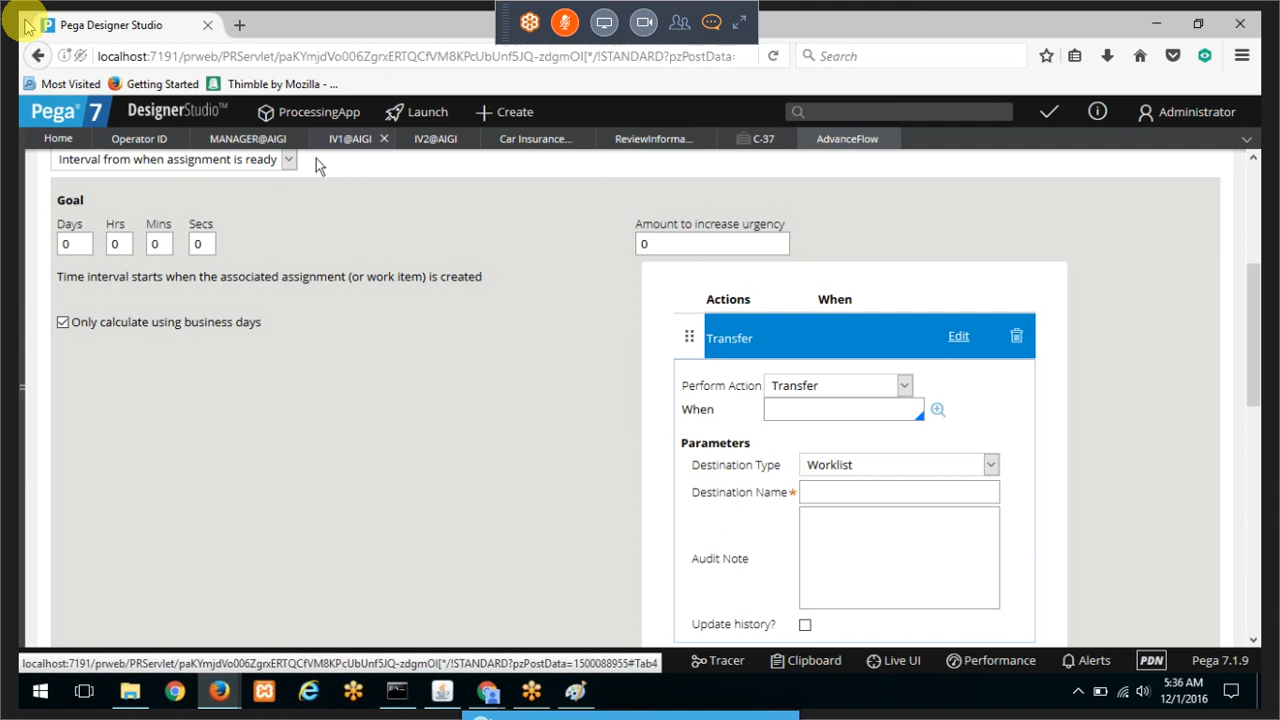 Pega Designer Studio
localhost:7191/prweb/PRServlet/paKYmjdVo006ZgrxERTQCfVM8KPcUbUnf5JQ-zdgmOI[*/!STANDARD?pzPostData=
Search
Most Visited Getting Started Thimble by Mozilla - ...
Pega 7 DesignerStudio™ ProcessingApp Launch Create Administrator
Home Operator ID MANAGER@AIGI IV1@AIGI IV2@AIGI Car Insurance... ReviewInforma... C-37 AdvanceFlow
Interval from when assignment is ready
Goal
Days Hrs Mins Secs Amount to increase urgency
0 0 0 0 0
Time interval starts when the associated assignment (or work item) is created
Actions When
Only calculate using business days
Transfer Edit
Perform Action Transfer
When
Parameters
Destination Type Worklist
Destination Name*
Audit Note
Update history?
localhost:7191/prweb/PRServlet/paKYmjdVo006ZgrxERTQCfVM8KPcUbUnf5JQ-zdgmOI[*/!STANDARD?pzPostData=1500088955#Tab4
Tracer Clipboard Live UI Performance Alerts PDN Pega 7.1.9
5:36 AM
12/1/2016